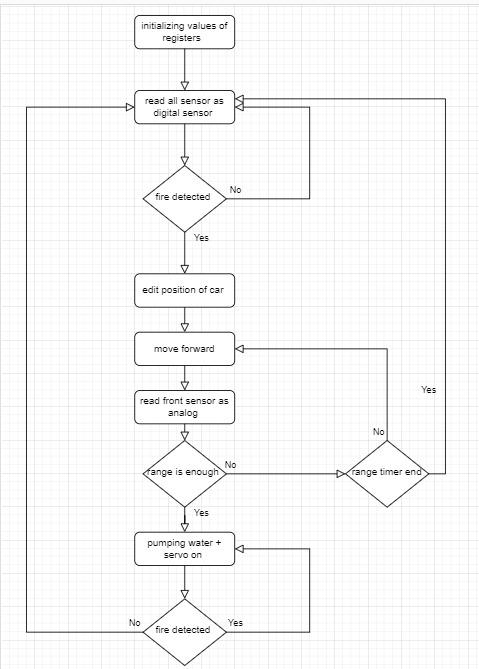 initializing values of
registers
read all sensor as
digital sensor
fire detected
No
Yes
edit position of car
move forward
read front sensor as
analog
Yes
No
range is enough
No
range timer end
Yes
pumping water +
servo on
No
fire detected
Yes